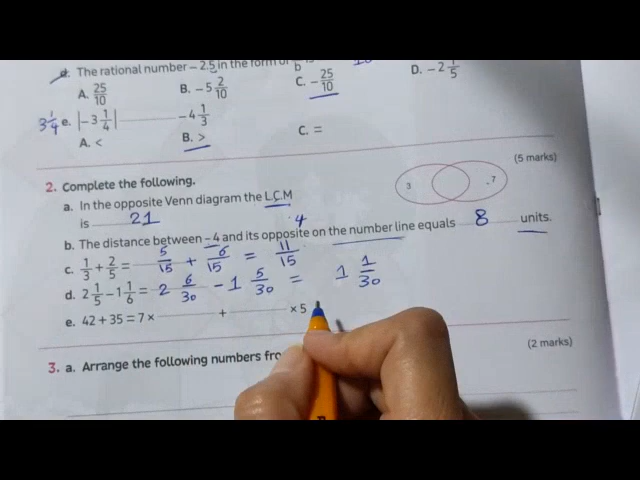 d. The rational number – 2.5 in the form of
A. 25/10 B. – 5 2/10 C. – 25/10 D. – 2 1/5
3 1/4 e. |– 3 1/4| – 4 1/3
A. < B. > C. =
(5 marks)
2. Complete the following.
a. In the opposite Venn diagram the L.C.M
is 21
3 7
4
b. The distance between – 4 and its opposite on the number line equals 8 units.
c. 1/3 + 2/5 = 5/15 + 6/15 = 11/15
d. 2 1/5 – 1 1/6 = 2 6/30 - 1 5/30 = 1 1/30
e. 42 + 35 = 7 × + × 5
(2 marks)
3. a. Arrange the following numbers